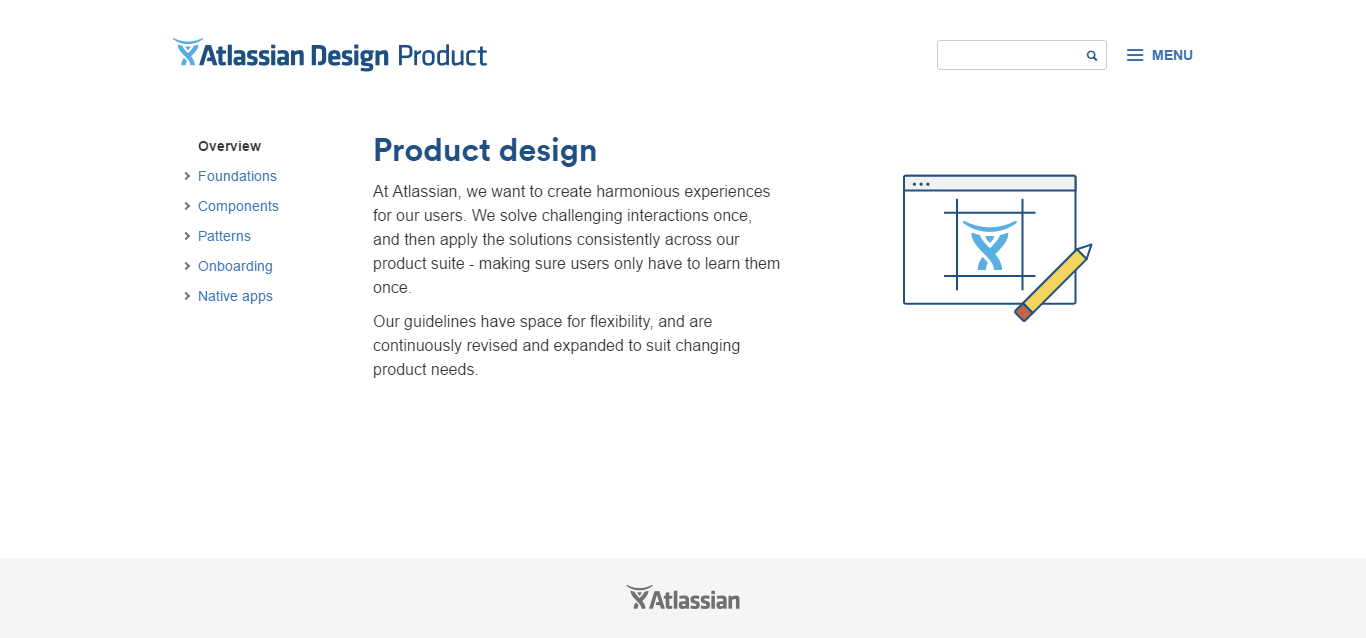 Atlassian Design Product
MENU
Overview
Foundations
Components
Patterns
Onboarding
Native apps
Product design
At Atlassian, we want to create harmonious experiences
for our users. We solve challenging interactions once,
and then apply the solutions consistently across our
product suite - making sure users only have to learn them
once.
Our guidelines have space for flexibility, and are
continuously revised and expanded to suit changing
product needs.
Atlassian